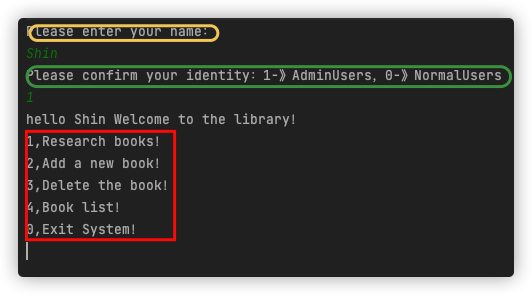 Please enter your name：
Shin
Please confirm your identity：1-》AdminUsers，0-》NormalUsers
1
hello Shin Welcome to the library!
1,Research books!
2,Add a new book!
3,Delete the book!
4,Book list!
0,Exit System!